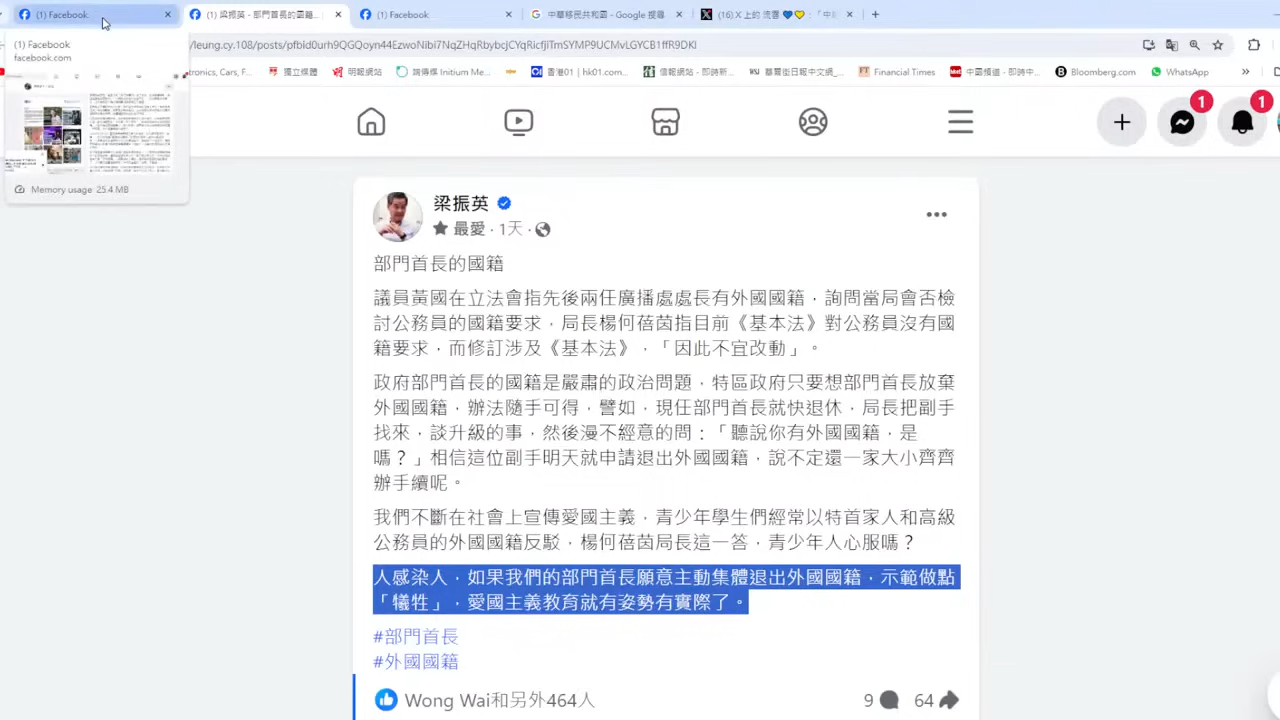 (1) Facebook
(1) 梁振英 - 部門首長的國籍...
Facebook
中華移民共和國 - Google 搜尋
(16) X 上的 流霞 💙💛：「中
(1) Facebook
facebook.com
/leung.cy.108/posts/pfbid0urh9QGQoyn44EzwoNibi7NqZHqRbybcJCYqRicfjiTmSYMP9UCMvLGYCB1ffR9DKl
tronics, Cars, F...
獨立媒體
明報網站
端傳媒 Initium Me...
香港01 | hk01.com...
信報網站 - 即時新...
華爾街日報中文...
Financial Times
中國頻道 - 即時中...
Bloomberg.com
WhatsApp
1
1
Memory usage 25.4 MB
梁振英
最愛 · 1天 ·
部門首長的國籍
議員黃國在立法會指先後兩任廣播處處長有外國國籍，詢問當局會否檢
討公務員的國籍要求，局長楊何蓓茵指目前《基本法》對公務員沒有國
籍要求，而修訂涉及《基本法》，「因此不宜改動」。
政府部門首長的國籍是嚴肅的政治問題，特區政府只要想部門首長放棄
外國國籍，辦法隨手可得，譬如，現任部門首長就快退休，局長把副手
找來，談升級的事，然後漫不經意的問：「聽說你有外國國籍，是
嗎？」相信這位副手明天就申請退出外國國籍，說不定還一家大小齊齊
辦手續呢。
我們不斷在社會上宣傳愛國主義，青少年學生們經常以特首家人和高級
公務員的外國國籍反駁，楊何蓓茵局長這一答，青少年人心服嗎？
人感染人，如果我們的部門首長願意主動集體退出外國國籍，示範做點
「犧牲」，愛國主義教育就有姿勢有實際了。
#部門首長
#外國國籍
Wong Wai和另外464人
9
64